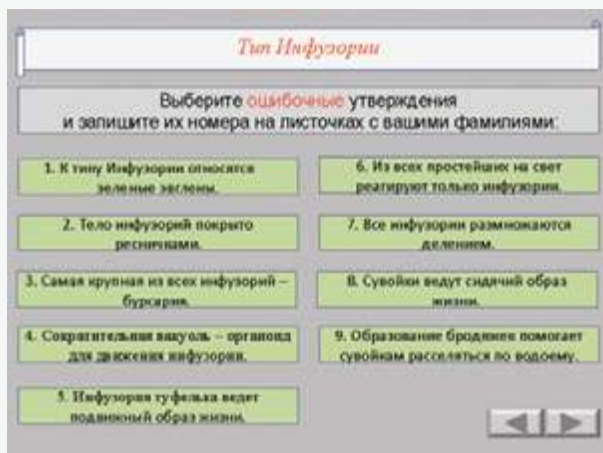 Тип Инфузории
Выберите ошибочные утверждения
и запишите их номера на листочках с вашими фамилиями:
1. К типу Инфузории относятся
зеленые эвглены.
2. Тело инфузорий покрыто
ресничками.
3. Самая крупная из всех инфузорий –
бурсария.
4. Сократительная вакуоль – органоид
для движения инфузории.
5. Инфузория туфелька ведет
подвижный образ жизни.
6. Из всех простейших на свет
реагируют только инфузории.
7. Все инфузории размножаются
делением.
8. Сувойки ведут сидячий образ
жизни.
9. Образование бродяжек помогает
сувойкам расселяться по водоему.